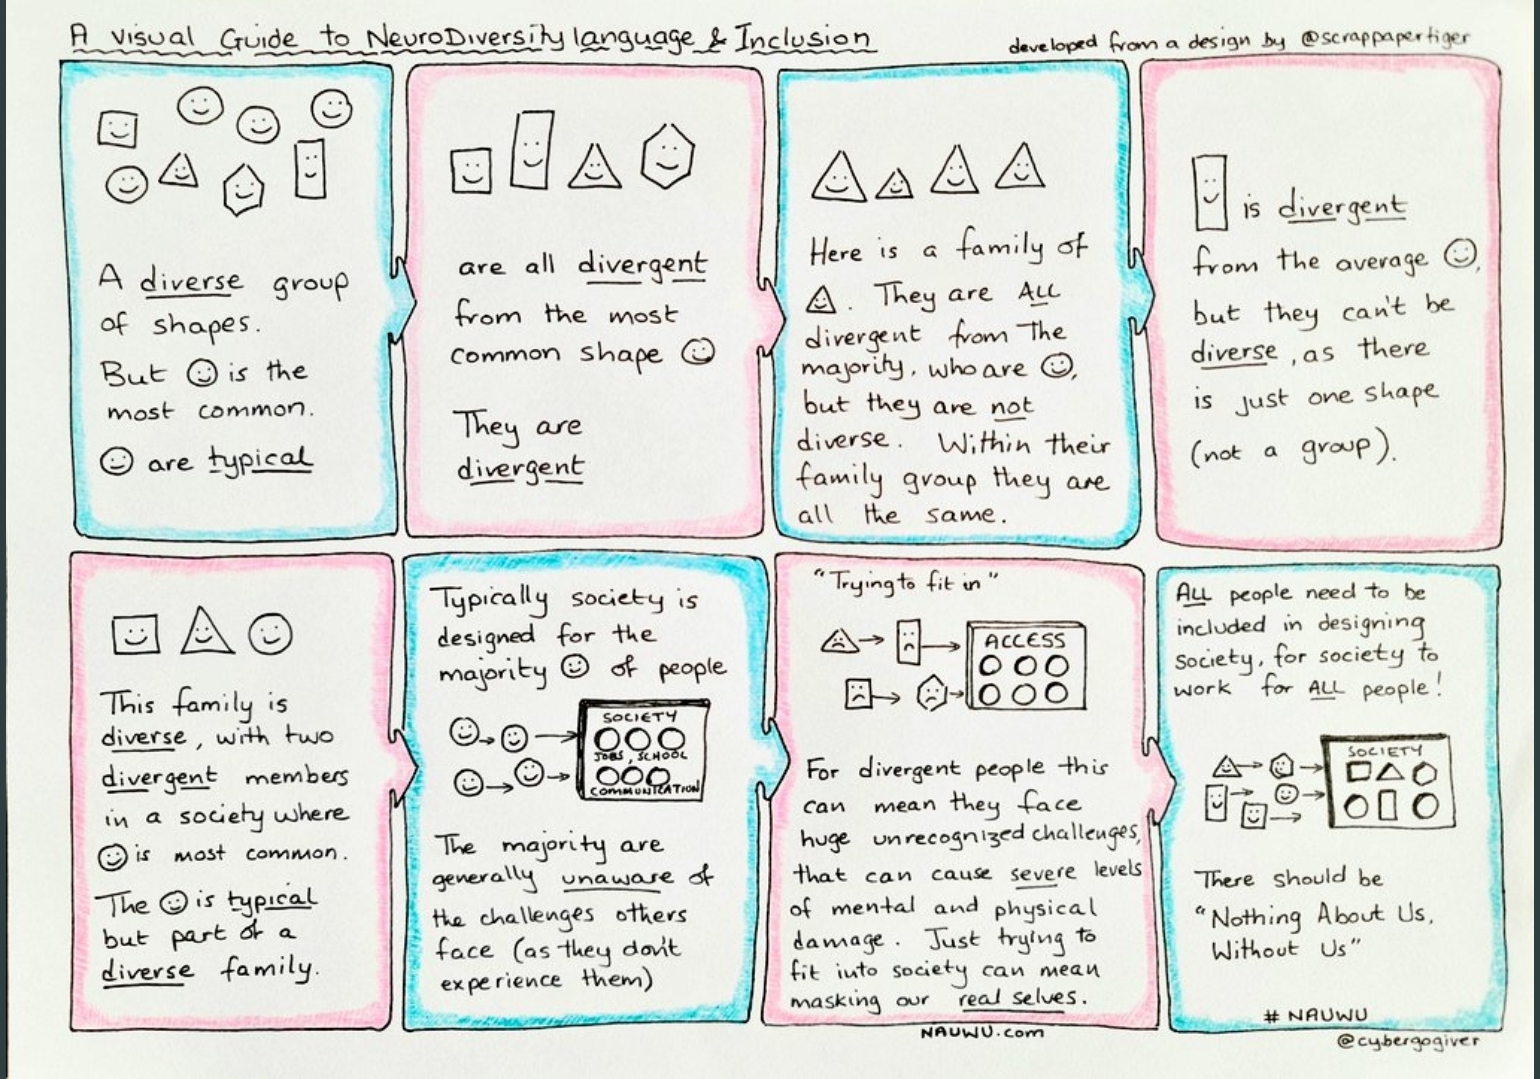 A Visual Guide to NeuroDiversity language & Inclusion
developed from a design by @scrappapertiger
A diverse group
of shapes.
But is the
most common.
are typical
are all divergent
from the most
common shape
They are
divergent
Here is a family of
. They are ALL
divergent from the
majority, who are ,
but they are not
diverse. Within their
family group they are
all the same.
is divergent
from the average ,
but they can't be
diverse, as there
is just one shape
(not a group).
This family is
diverse, with two
divergent members
in a society where
is most common.
The is typical
but part of a
diverse family.
Typically society is
designed for the
majority of people
SOCIETY
JOBS, SCHOOL
COMMUNICATION
The majority are
generally unaware of
the challenges others
face (as they don't
experience them)
"Trying to fit in"
ACCESS
For divergent people this
can mean they face
huge unrecognized challenges,
that can cause severe levels
of mental and physical
damage. Just trying to
fit into society can mean
masking our real selves.
NAUWU.com
ALL people need to be
included in designing
society, for society to
work for ALL people!
SOCIETY
There should be
"Nothing About Us,
Without Us"
# NAUWU
@cybergogiver